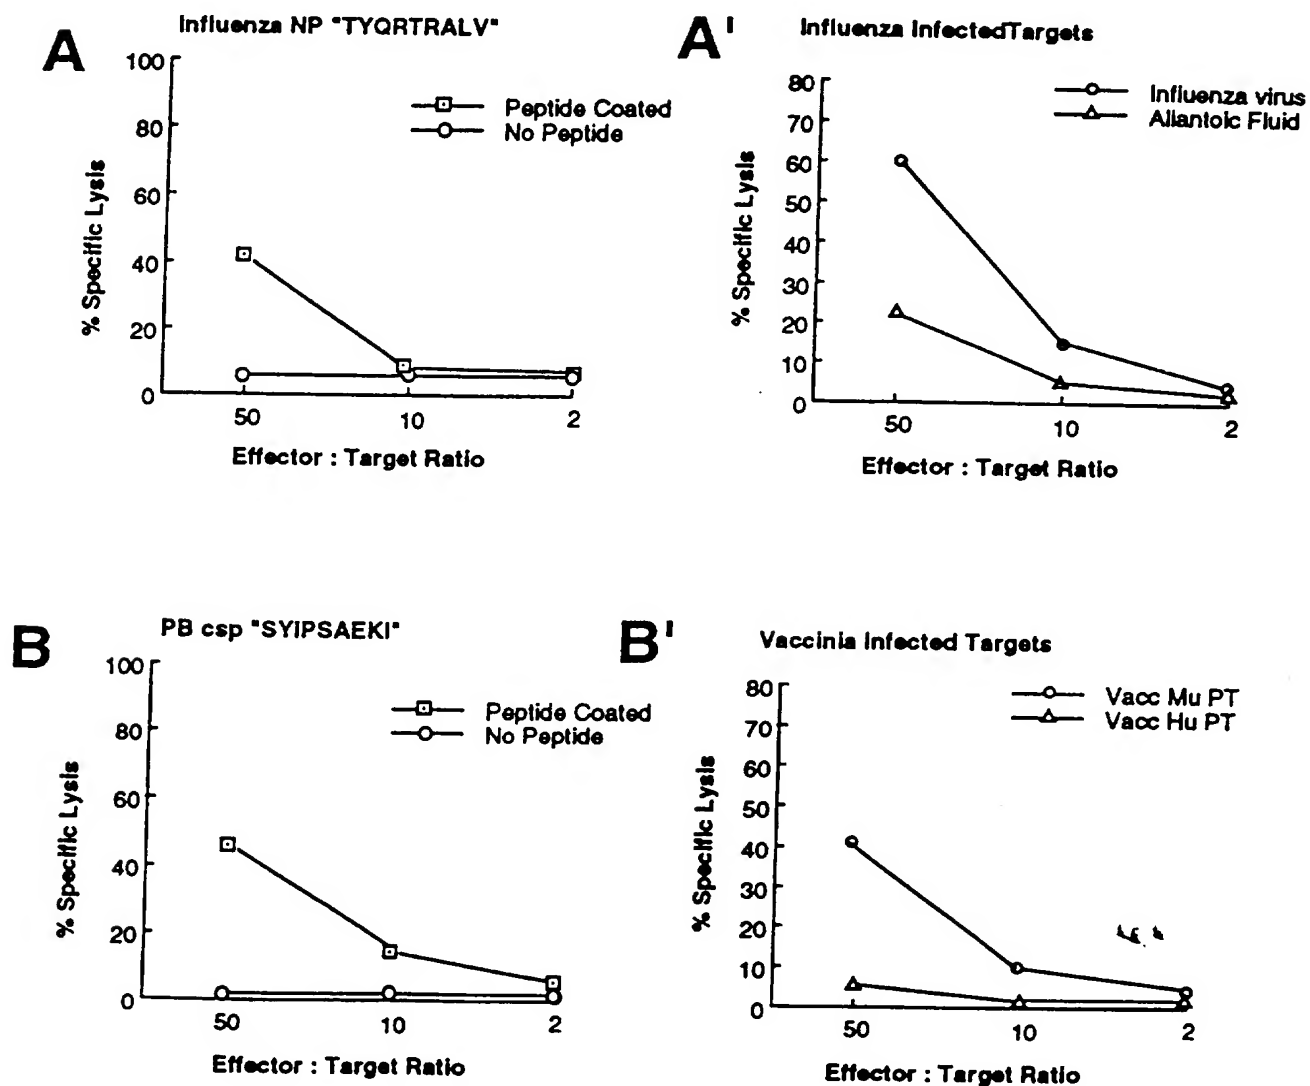 A
Influenza NP "TYQRTRALV"
100
80
60
40
20
0
% Specific Lysis
Peptide Coated
No Peptide
50 10 2
Effector : Target Ratio
A'
Influenza InfectedTargets
80
70
60
50
40
30
20
10
0
% Specific Lysis
Influenza virus
Allantoic Fluid
50 10 2
Effector : Target Ratio
B
PB csp "SYIPSAEKI"
100
80
60
40
20
0
% Specific Lysis
Peptide Coated
No Peptide
50 10 2
Effector : Target Ratio
B'
Vaccinia Infected Targets
80
70
60
50
40
30
20
10
0
% Specific Lysis
Vacc Mu PT
Vacc Hu PT
50 10 2
Effector : Target Ratio